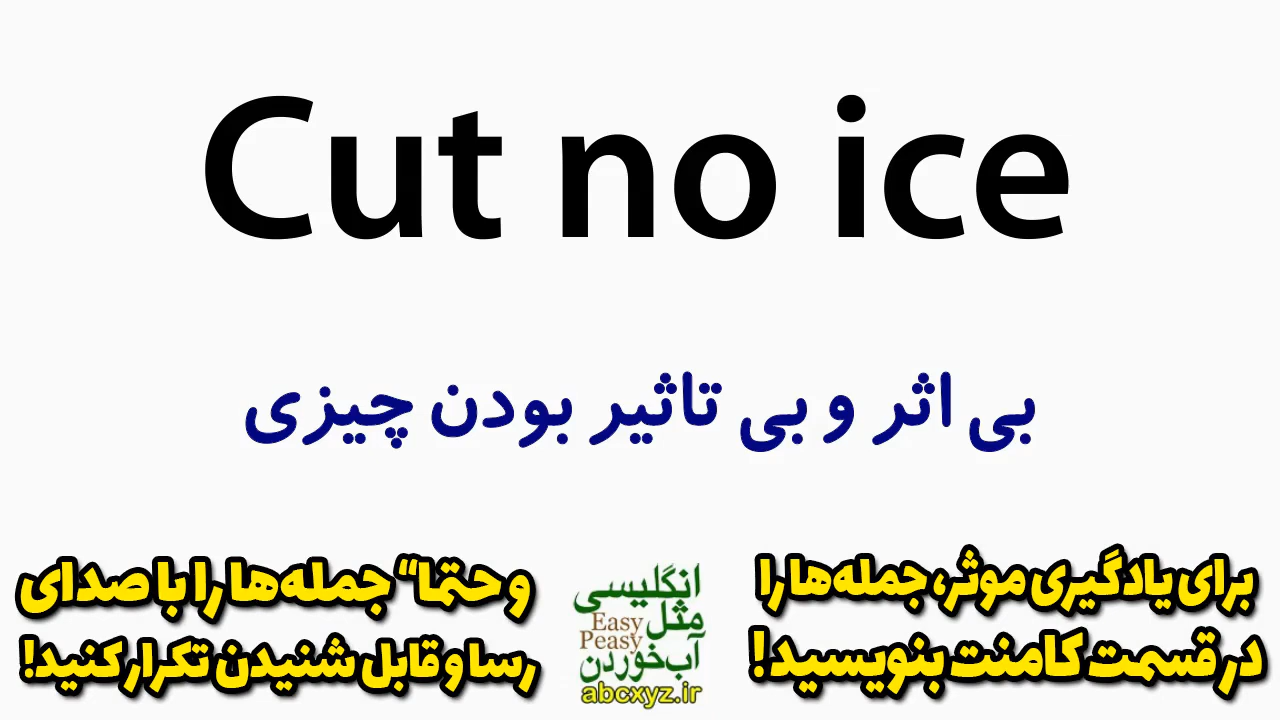 Cut no ice
بی اثر و بی تاثیر بودن چیزی
برای یادگیری موثر، جمله‌ها را
در قسمت کامنت بنویسید!
انگلیسی
مثل
Easy
Peasy
آب خوردن
abcxyz.ir
و حتما“ جمله‌ها را با صدای
رسا و قابل شنیدن تکرار کنید!